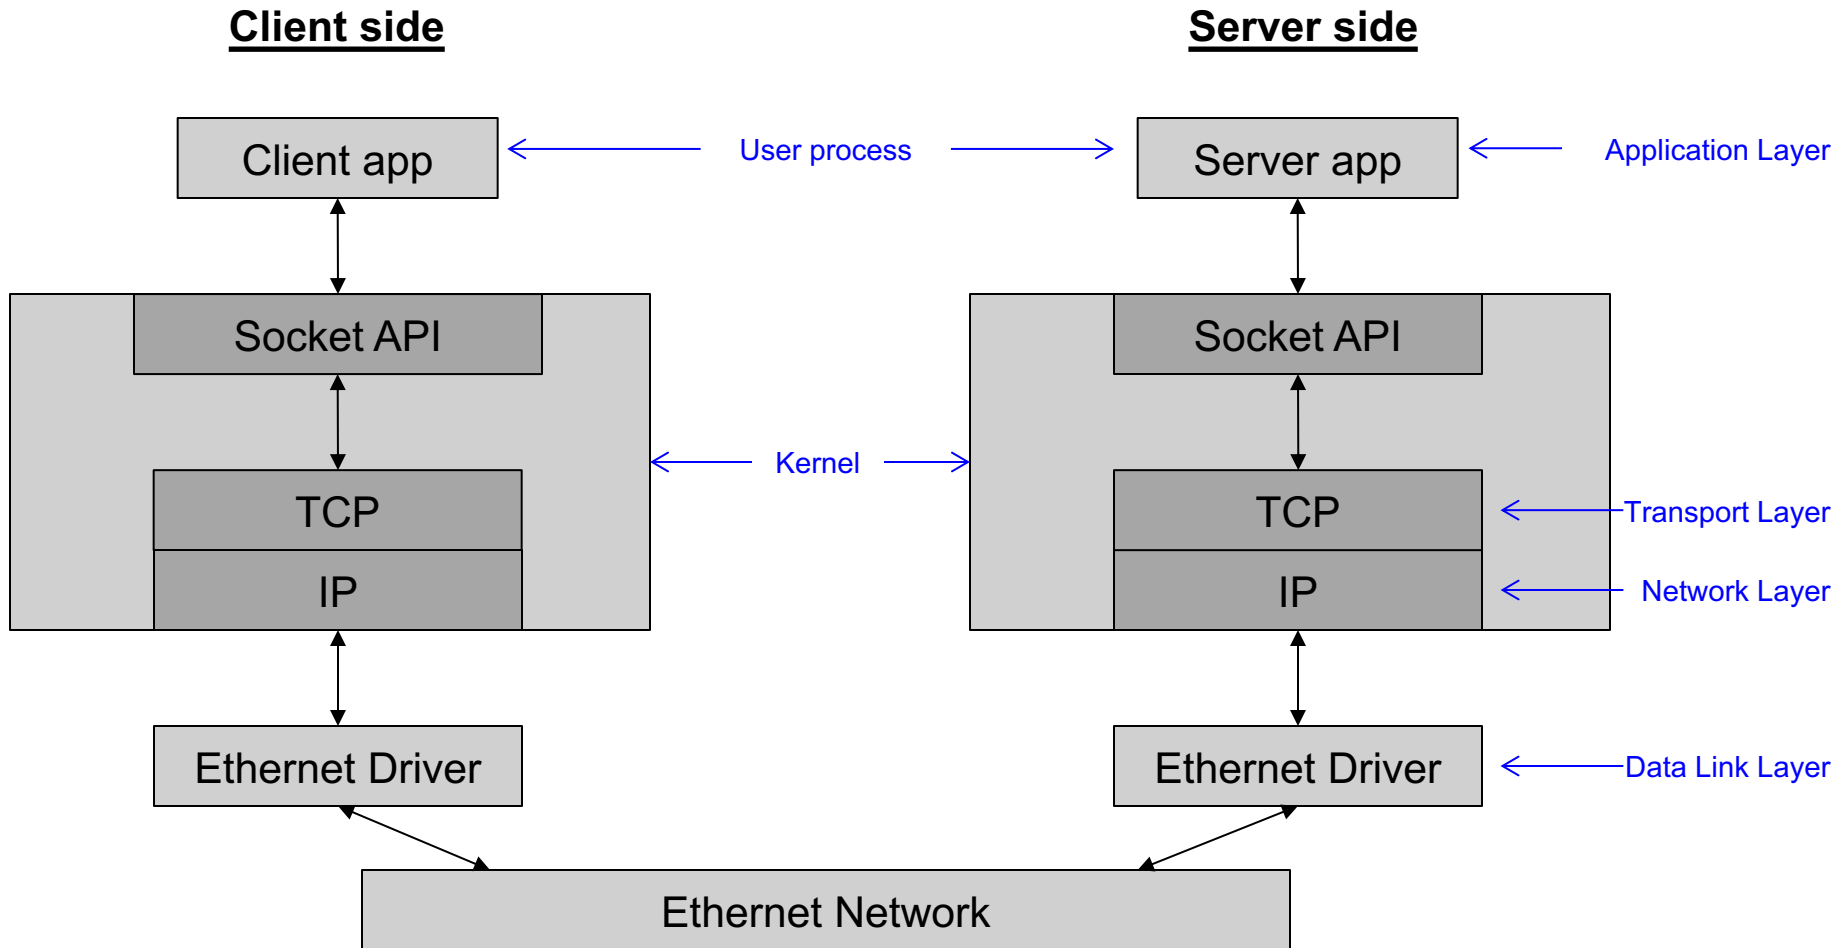 Client side
Server side
Client app
User process
Server app
Application Layer
Socket API
Socket API
Kernel
TCP
TCP
Transport Layer
IP
IP
Network Layer
Ethernet Driver
Ethernet Driver
Data Link Layer
Ethernet Network